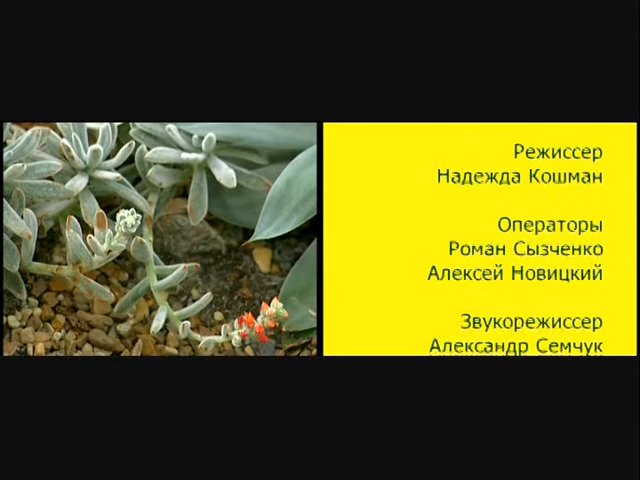 Режиссер
Надежда Кошман
Операторы
Роман Сызченко
Алексей Новицкий
Звукорежиссер
Александр Семчук